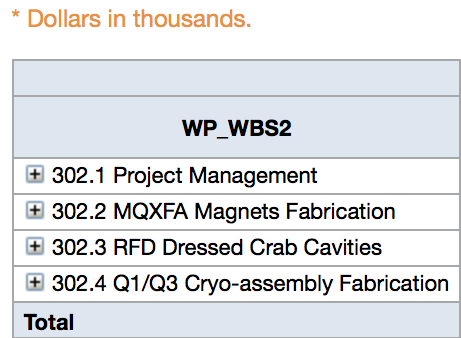 * Dollars in thousands.
WP_WBS2
302.1 Project Management
302.2 MQXFA Magnets Fabrication
302.3 RFD Dressed Crab Cavities
302.4 Q1/Q3 Cryo-assembly Fabrication
Total